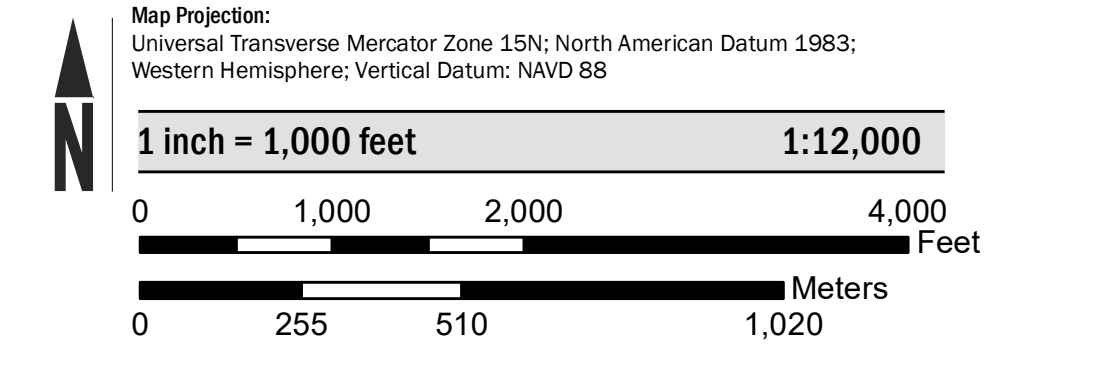 Map Projection:
Universal Transverse Mercator Zone 15N; North American Datum 1983;
Western Hemisphere; Vertical Datum: NAVD 88
N
1 inch = 1,000 feet 1:12,000
0 1,000 2,000 4,000
Feet
Meters
0 255 510 1,020